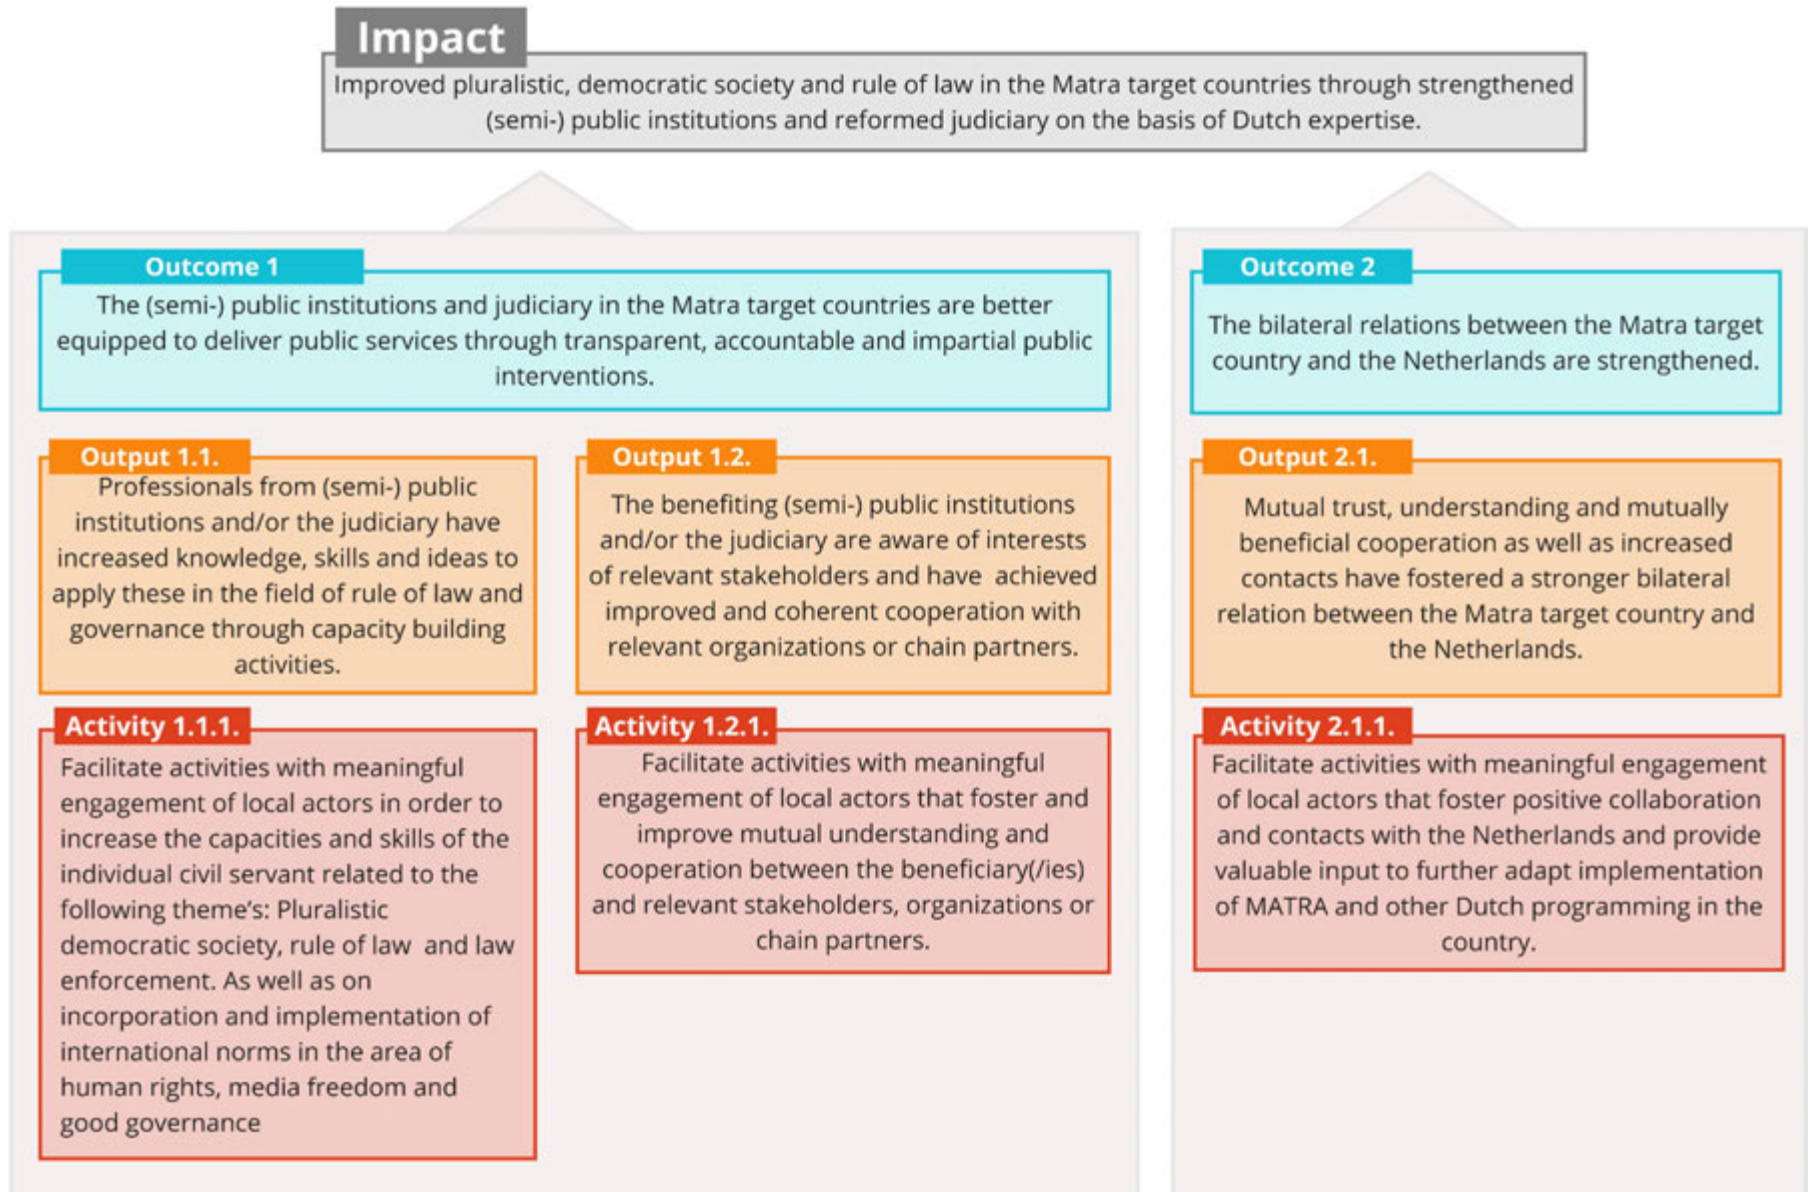 Impact
Improved pluralistic, democratic society and rule of law in the Matra target countries through strengthened
(semi-) public institutions and reformed judiciary on the basis of Dutch expertise.
Outcome 1
The (semi-) public institutions and judiciary in the Matra target countries are better
equipped to deliver public services through transparent, accountable and impartial public
interventions.
Output 1.1.
Professionals from (semi-) public
institutions and/or the judiciary have
increased knowledge, skills and ideas to
apply these in the field of rule of law and
governance through capacity building
activities.
Output 1.2.
The benefiting (semi-) public institutions
and/or the judiciary are aware of interests
of relevant stakeholders and have achieved
improved and coherent cooperation with
relevant organizations or chain partners.
Activity 1.1.1.
Facilitate activities with meaningful
engagement of local actors in order to
increase the capacities and skills of the
individual civil servant related to the
following theme's: Pluralistic
democratic society, rule of law and law
enforcement. As well as on
incorporation and implementation of
international norms in the area of
human rights, media freedom and
good governance
Activity 1.2.1.
Facilitate activities with meaningful
engagement of local actors that foster and
improve mutual understanding and
cooperation between the beneficiary(/ies)
and relevant stakeholders, organizations or
chain partners.
Outcome 2
The bilateral relations between the Matra target
country and the Netherlands are strengthened.
Output 2.1.
Mutual trust, understanding and mutually
beneficial cooperation as well as increased
contacts have fostered a stronger bilateral
relation between the Matra target country and
the Netherlands.
Activity 2.1.1.
Facilitate activities with meaningful engagement
of local actors that foster positive collaboration
and contacts with the Netherlands and provide
valuable input to further adapt implementation
of MATRA and other Dutch programming in the
country.